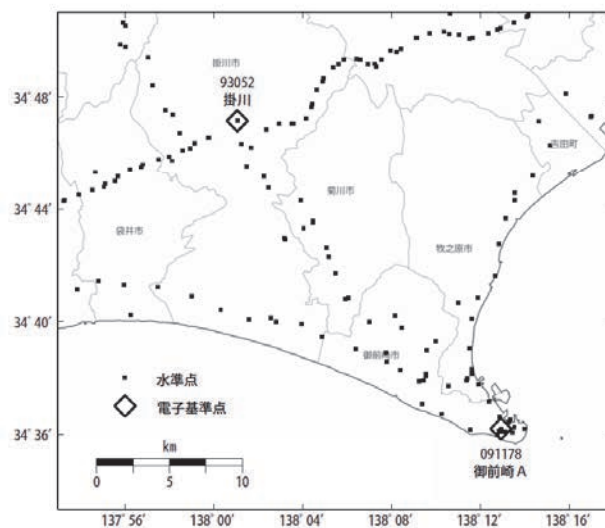 掛川市
93052
掛川
34˚48'
吉田町
34˚44'
菊川市
袋井市
牧之原市
34˚40'
御前崎市
水準点
電子基準点
34˚36'
km
0 5 10
091178
御前崎A
137˚56' 138˚00' 138˚04' 138˚08' 138˚12' 138˚16'